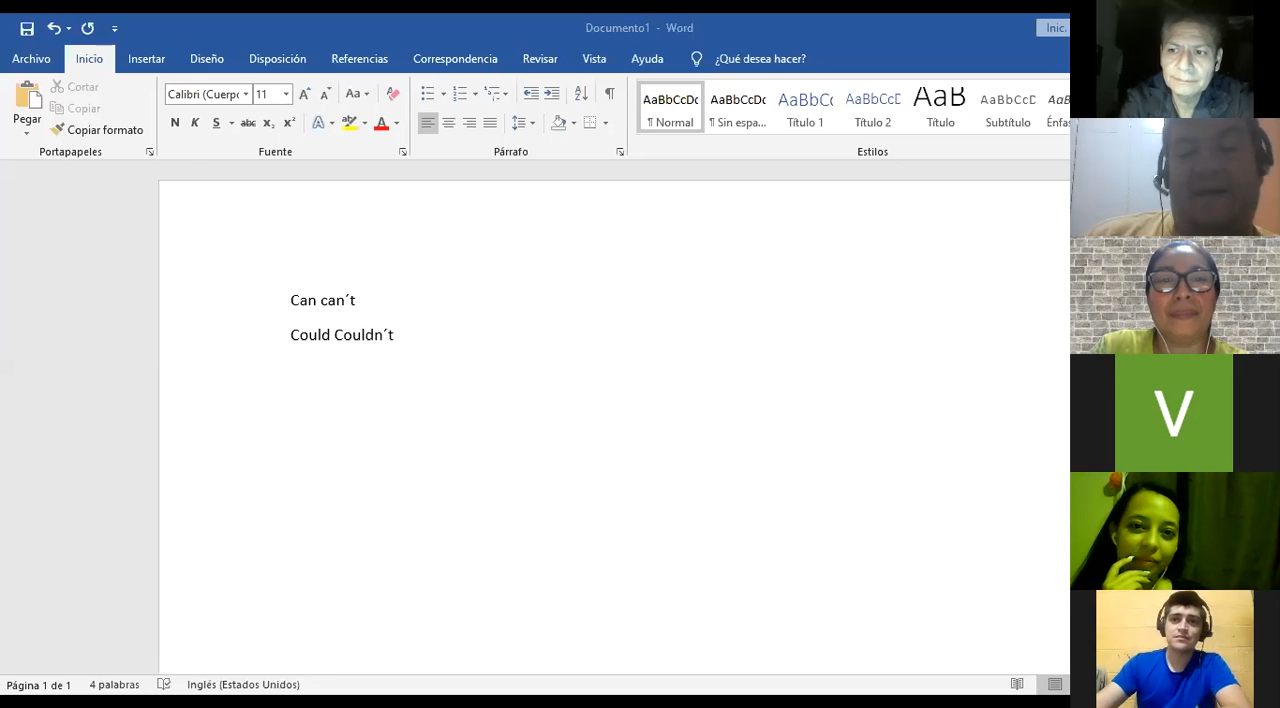 Documento1 - Word
Inic.
Archivo Inicio Insertar Diseño Disposición Referencias Correspondencia Revisar Vista Ayuda ¿Qué desea hacer?
Pegar
Cortar
Copiar
Copiar formato
Portapapeles
Calibri (Cuerpo 11
Aa
N K S abc x₂ x²
A
Fuente
Párrafo
AaBbCcDc AaBbCcDc AaBbCc AaBbCcD AaB AaBbCcD
¶ Normal ¶ Sin espa... Título 1 Título 2 Título Subtítulo Énfas
Estilos
Can can´t
Could Couldn´t
V
Página 1 de 1 4 palabras Inglés (Estados Unidos)